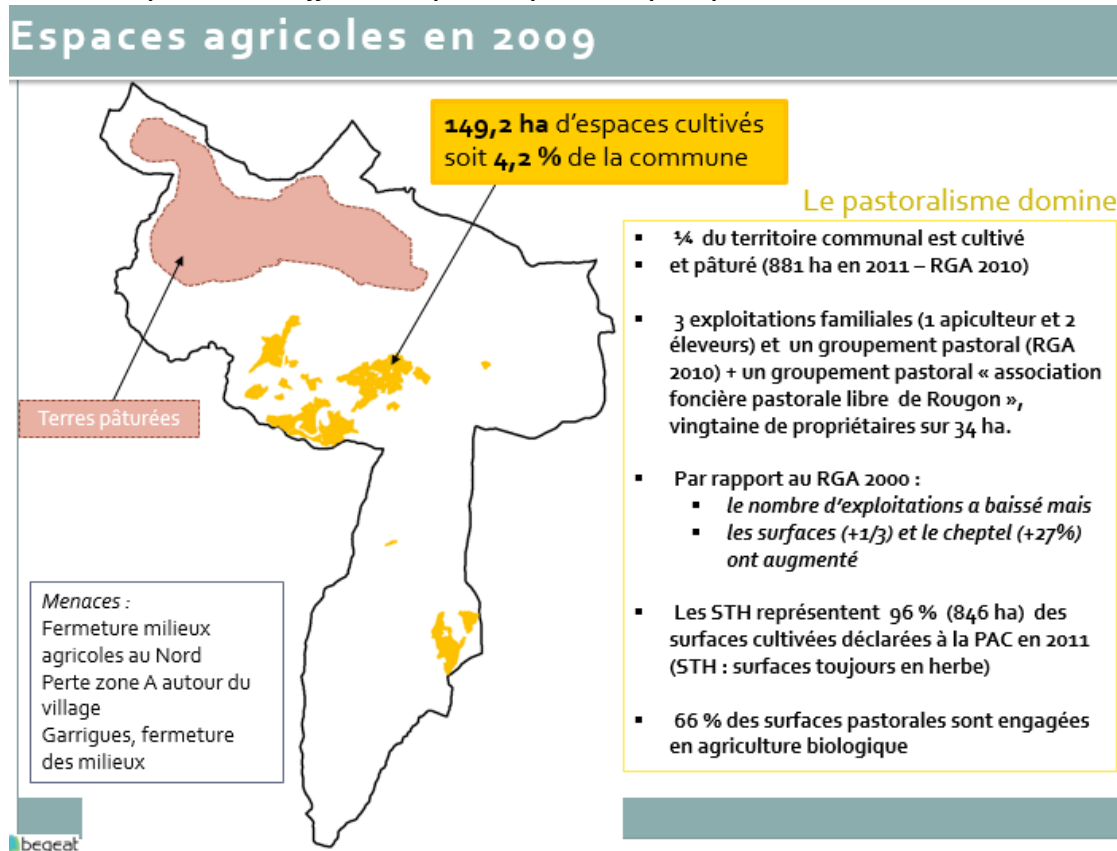 Espaces agricoles en 2009
149,2 ha d'espaces cultivés
soit 4,2 % de la commune
Le pastoralisme domine
▪ ¼ du territoire communal est cultivé
▪ et pâturé (881 ha en 2011 – RGA 2010)
▪ 3 exploitations familiales (1 apiculteur et 2
éleveurs) et un groupement pastoral (RGA
2010) + un groupement pastoral « association
foncière pastorale libre de Rougon »,
vingtaine de propriétaires sur 34 ha.
▪ Par rapport au RGA 2000 :
▪ le nombre d'exploitations a baissé mais
▪ les surfaces (+1/3) et le cheptel (+27%)
ont augmenté
▪ Les STH représentent 96 % (846 ha) des
surfaces cultivées déclarées à la PAC en 2011
(STH : surfaces toujours en herbe)
▪ 66 % des surfaces pastorales sont engagées
en agriculture biologique
Terres pâturées
Menaces :
Fermeture milieux
agricoles au Nord
Perte zone A autour du
village
Garrigues, fermeture
des milieux
begeat